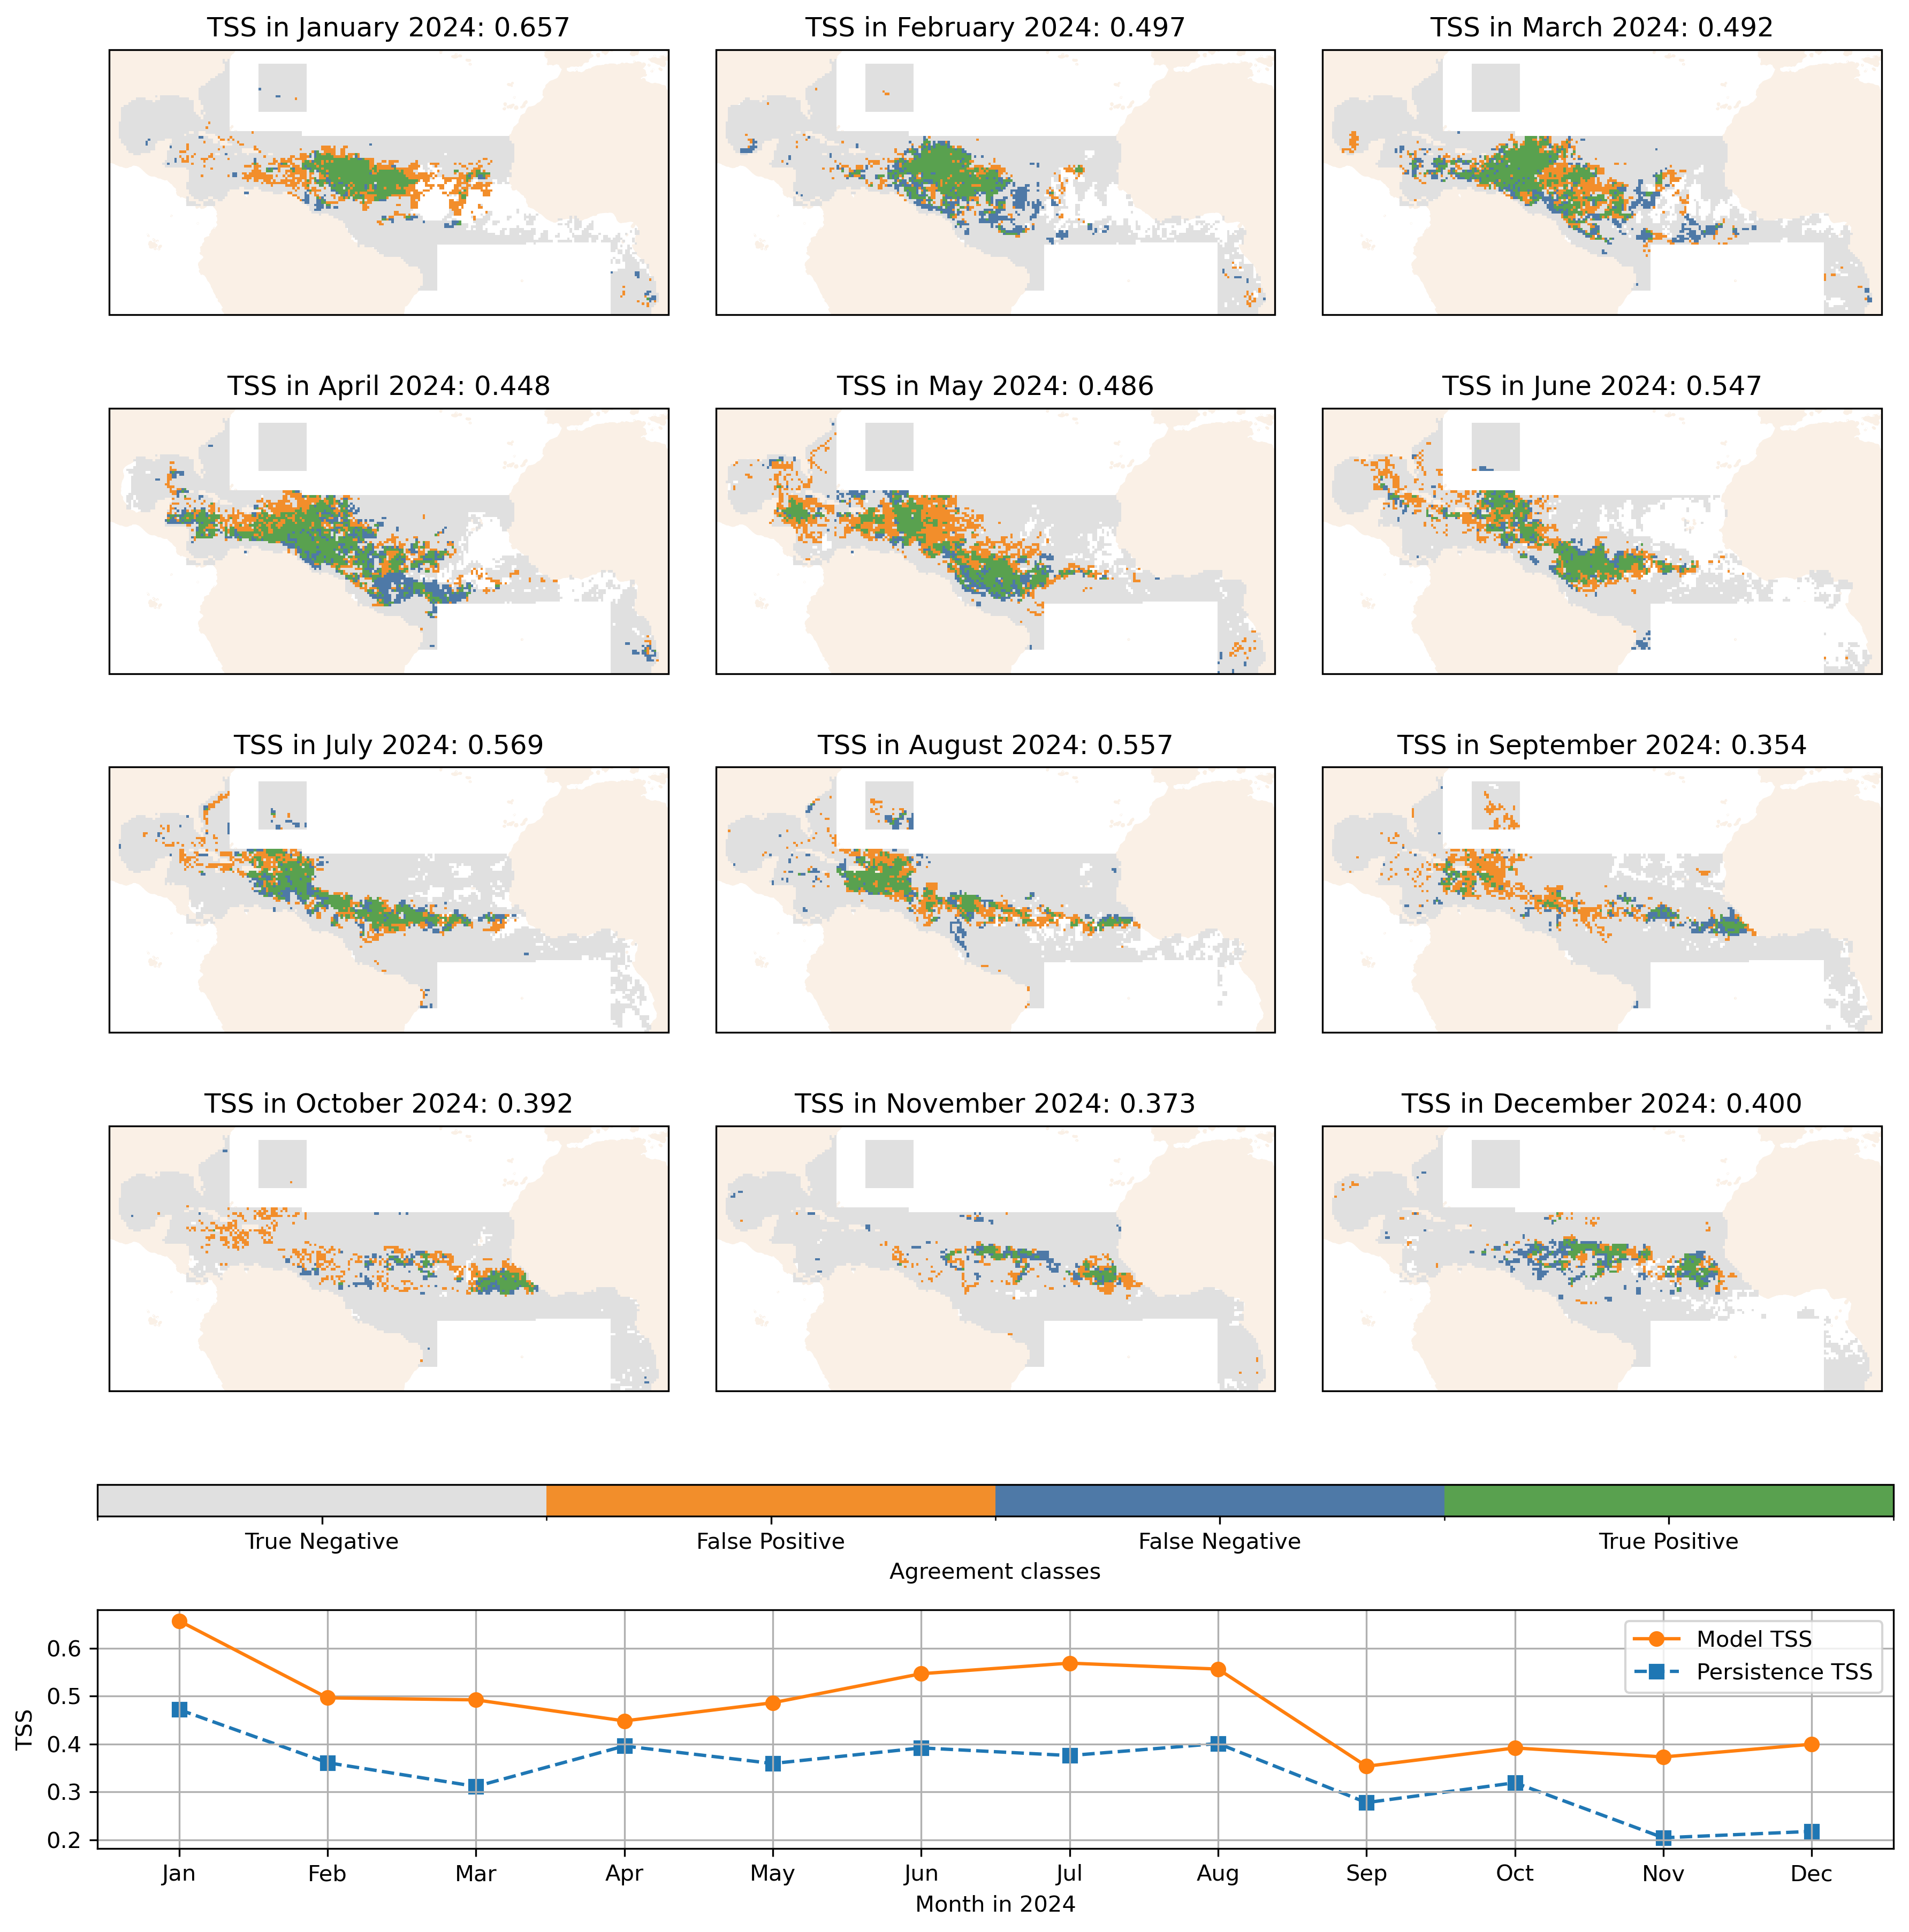 TSS in January 2024: 0.657
TSS in February 2024: 0.497
TSS in March 2024: 0.492
TSS in April 2024: 0.448
TSS in May 2024: 0.486
TSS in June 2024: 0.547
TSS in July 2024: 0.569
TSS in August 2024: 0.557
TSS in September 2024: 0.354
TSS in October 2024: 0.392
TSS in November 2024: 0.373
TSS in December 2024: 0.400
True Negative
False Positive
False Negative
True Positive
Agreement classes
TSS
0.6
0.5
0.4
0.3
0.2
Model TSS
Persistence TSS
Jan
Feb
Mar
Apr
May
Jun
Jul
Aug
Sep
Oct
Nov
Dec
Month in 2024